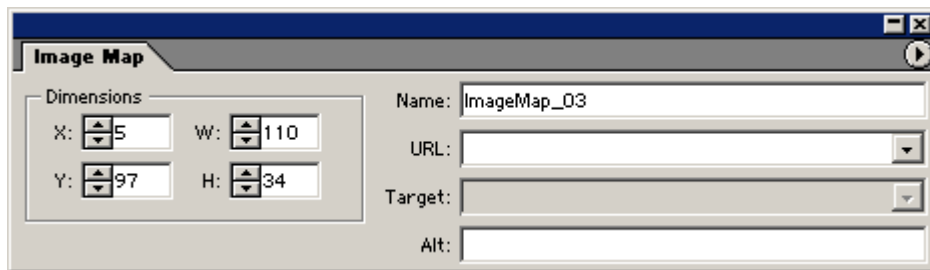 Image Map
Dimensions
X: 5 W: 110
Y: 97 H: 34
Name: ImageMap_03
URL:
Target:
Alt: